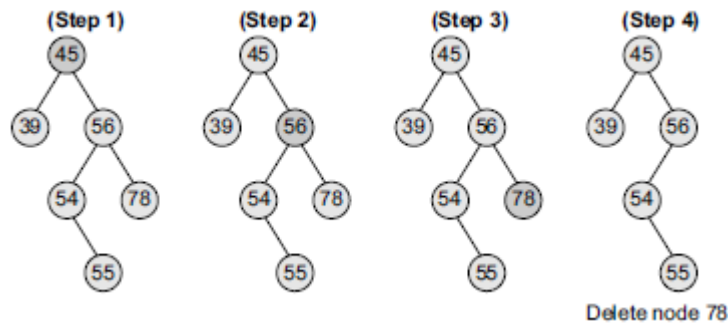 (Step 1) (Step 2) (Step 3) (Step 4)
45 45 45 45
39 56 39 56 39 56 39 56
54 78 54 78 54 78 54
55 55 55 55
Delete node 78